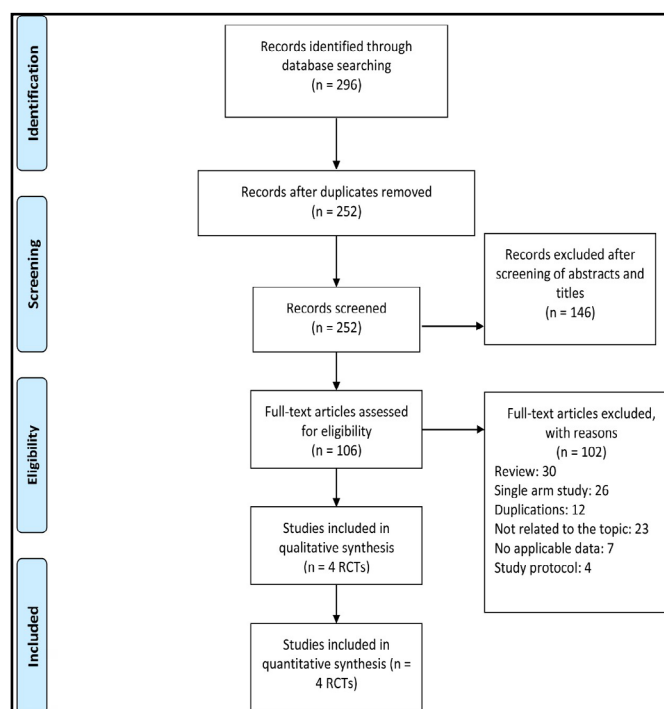 Identification
Records identified through
database searching
(n = 296)
Records after duplicates removed
(n = 252)
Screening
Records screened
(n = 252)
Records excluded after
screening of abstracts and
titles
(n = 146)
Eligibility
Full-text articles assessed
for eligibility
(n = 106)
Full-text articles excluded,
with reasons
(n = 102)
Review: 30
Single arm study: 26
Duplications: 12
Not related to the topic: 23
No applicable data: 7
Study protocol: 4
Studies included in
qualitative synthesis
(n = 4 RCTs)
Included
Studies included in
quantitative synthesis (n =
4 RCTs)